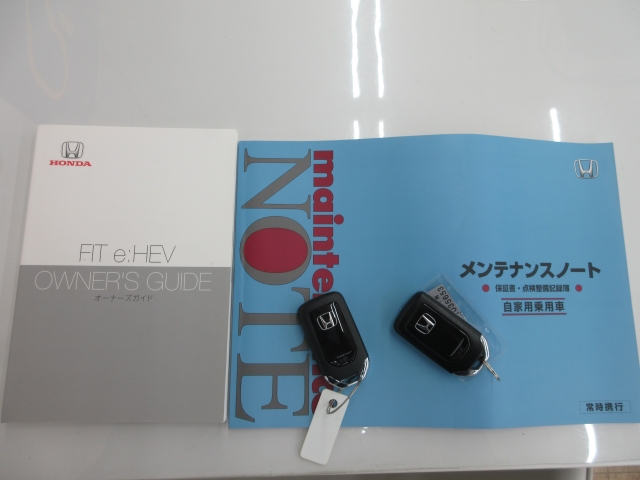 HONDA
FIT e:HEV
OWNER'S GUIDE
オーナーズガイド
NOTE
メンテナンスノート
保証書・点検整備記録簿
自家用乗用車
常時携行